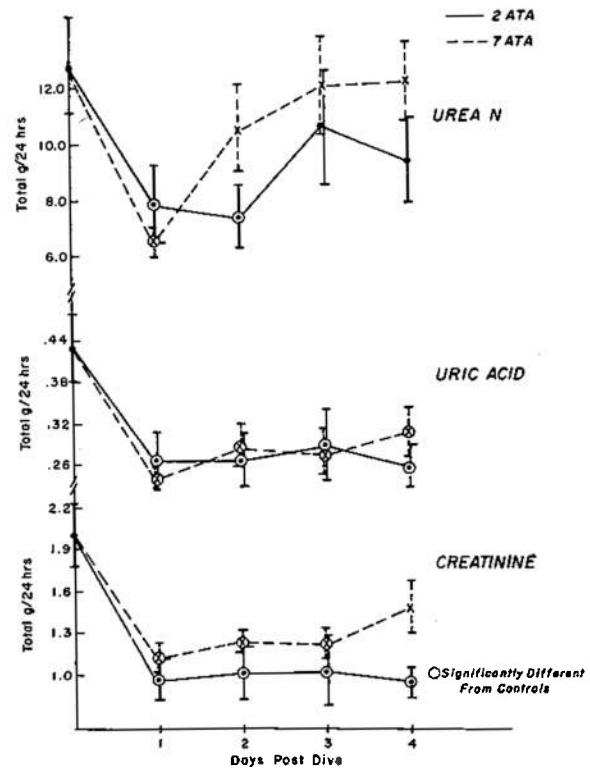 2 ATA
7 ATA
Total g/24 hrs
12.0
10.0
8.0
6.0
UREA N
Total g/24 hrs
.44
.38
.32
.26
URIC ACID
Total g/24 hrs
2.2
1.9
1.6
1.3
1.0
CREATININE
Significantly Different
From Controls
1
2
3
4
Days Post Dive